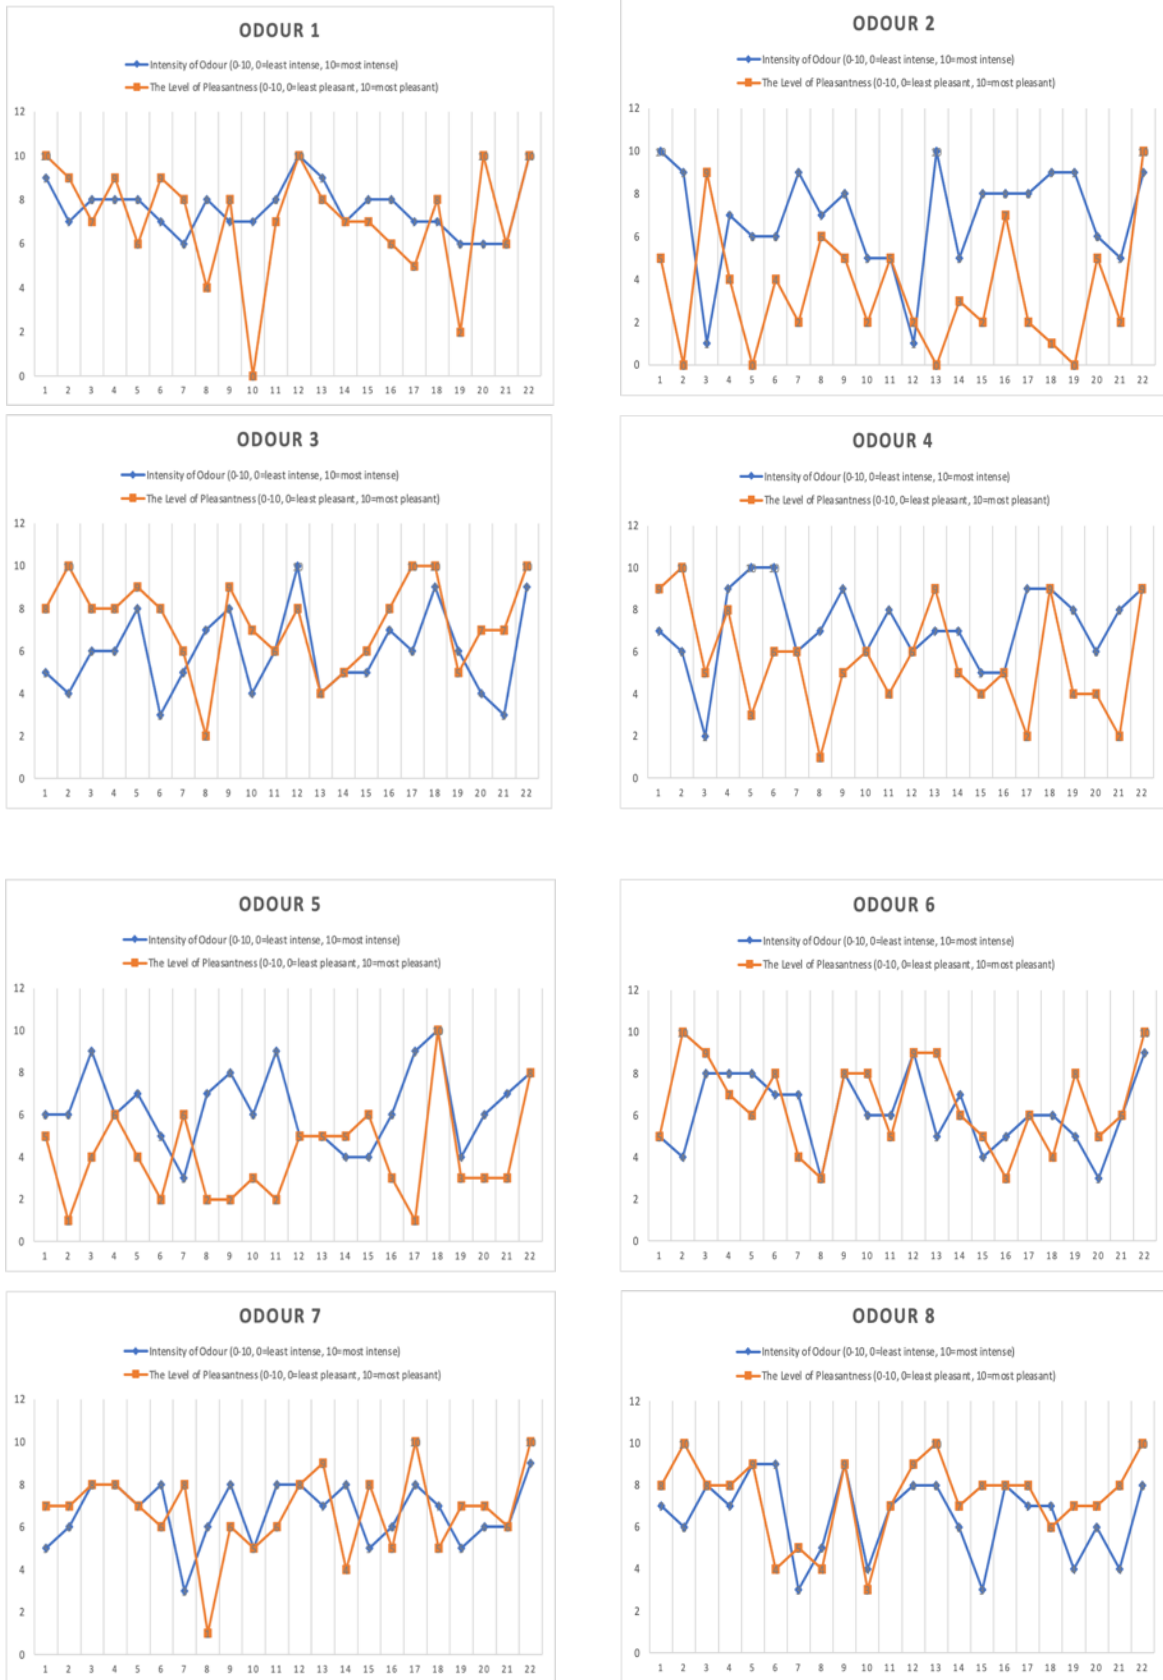 ODOUR 1
Intensity of Odour (0-10, 0=least intense, 10=most intense)
The Level of Pleasantness (0-10, 0=least pleasant, 10=most pleasant)
12
10
8
6
4
2
0
1 2 3 4 5 6 7 8 9 10 11 12 13 14 15 16 17 18 19 20 21 22
ODOUR 2
Intensity of Odour (0-10, 0=least intense, 10=most intense)
The Level of Pleasantness (0-10, 0=least pleasant, 10=most pleasant)
12
10
8
6
4
2
0
1 2 3 4 5 6 7 8 9 10 11 12 13 14 15 16 17 18 19 20 21 22
ODOUR 3
Intensity of Odour (0-10, 0=least intense, 10=most intense)
The Level of Pleasantness (0-10, 0=least pleasant, 10=most pleasant)
12
10
8
6
4
2
0
1 2 3 4 5 6 7 8 9 10 11 12 13 14 15 16 17 18 19 20 21 22
ODOUR 4
Intensity of Odour (0-10, 0=least intense, 10=most intense)
The Level of Pleasantness (0-10, 0=least pleasant, 10=most pleasant)
12
10
8
6
4
2
0
1 2 3 4 5 6 7 8 9 10 11 12 13 14 15 16 17 18 19 20 21 22
ODOUR 5
Intensity of Odour (0-10, 0=least intense, 10=most intense)
The Level of Pleasantness (0-10, 0=least pleasant, 10=most pleasant)
12
10
8
6
4
2
0
1 2 3 4 5 6 7 8 9 10 11 12 13 14 15 16 17 18 19 20 21 22
ODOUR 6
Intensity of Odour (0-10, 0=least intense, 10=most intense)
The Level of Pleasantness (0-10, 0=least pleasant, 10=most pleasant)
12
10
8
6
4
2
0
1 2 3 4 5 6 7 8 9 10 11 12 13 14 15 16 17 18 19 20 21 22
ODOUR 7
Intensity of Odour (0-10, 0=least intense, 10=most intense)
The Level of Pleasantness (0-10, 0=least pleasant, 10=most pleasant)
12
10
8
6
4
2
0
1 2 3 4 5 6 7 8 9 10 11 12 13 14 15 16 17 18 19 20 21 22
ODOUR 8
Intensity of Odour (0-10, 0=least intense, 10=most intense)
The Level of Pleasantness (0-10, 0=least pleasant, 10=most pleasant)
12
10
8
6
4
2
0
1 2 3 4 5 6 7 8 9 10 11 12 13 14 15 16 17 18 19 20 21 22